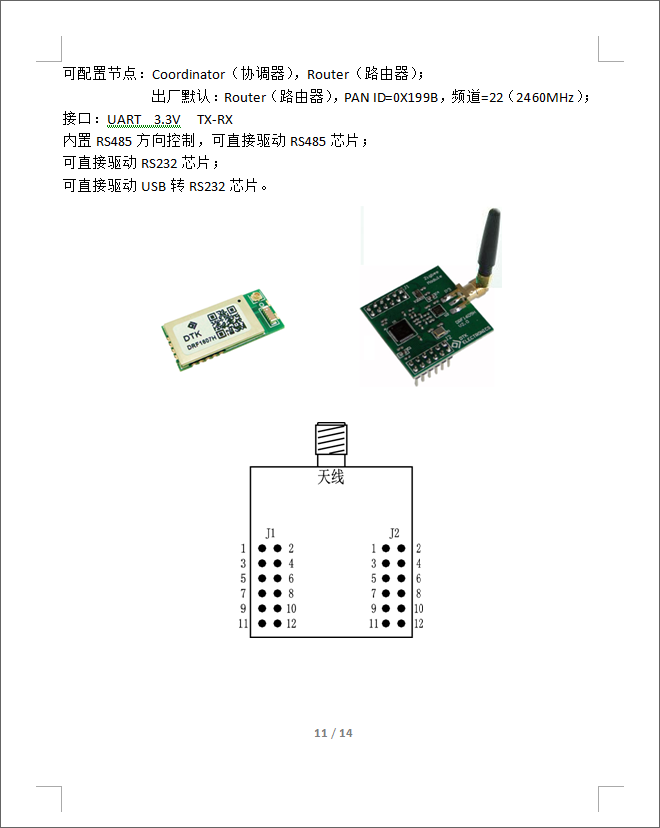 可配置节点：Coordinator（协调器），Router（路由器）；
出厂默认：Router（路由器），PAN ID=0X199B，频道=22（2460MHz）；
接口：UART 3.3V TX-RX
内置 RS485 方向控制，可直接驱动 RS485 芯片；
可直接驱动 RS232 芯片；
可直接驱动 USB 转 RS232 芯片。
DTK
DRF1607H
天线
J1 J2
1 2 1 2
3 4 3 4
5 6 5 6
7 8 7 8
9 10 9 10
11 12 11 12
11 / 14